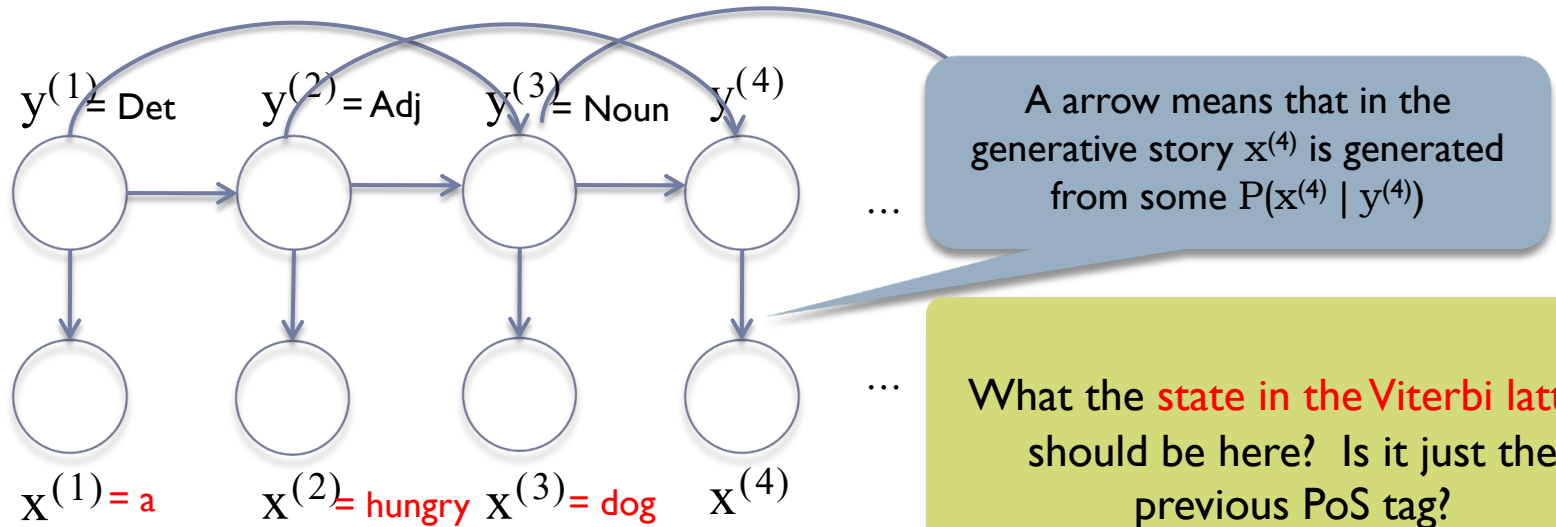 y(1) = Det y(2) = Adj y(3) = Noun y(4)
A arrow means that in the
generative story x(4) is generated
from some P(x(4) | y(4))
...
...
What the state in the Viterbi latt
should be here? Is it just the
previous PoS tag?
x(1) = a x(2) = hungry x(3) = dog x(4)